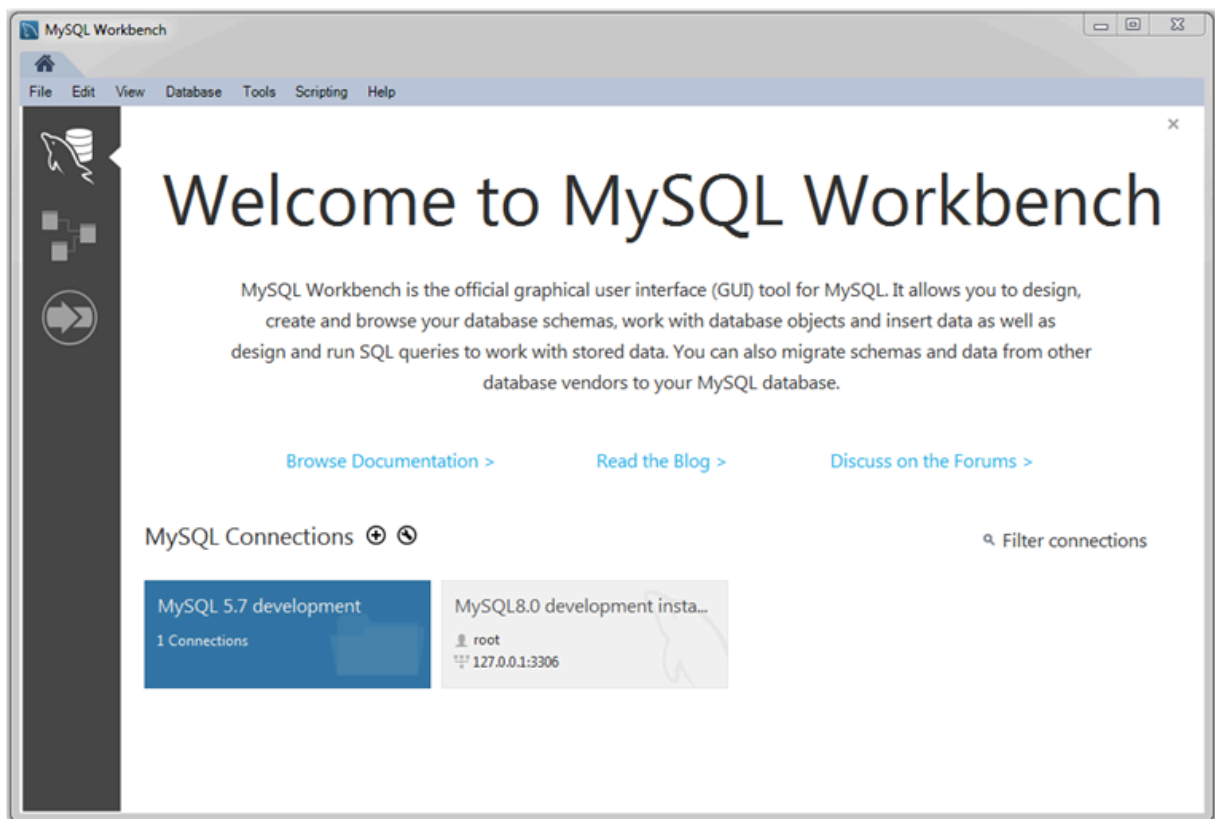 MySQL Workbench
File Edit View Database Tools Scripting Help
Welcome to MySQL Workbench
MySQL Workbench is the official graphical user interface (GUI) tool for MySQL. It allows you to design,
create and browse your database schemas, work with database objects and insert data as well as
design and run SQL queries to work with stored data. You can also migrate schemas and data from other
database vendors to your MySQL database.
Browse Documentation > Read the Blog > Discuss on the Forums >
MySQL Connections Filter connections
MySQL 5.7 development
1 Connections
MySQL8.0 development insta...
root
127.0.0.1:3306